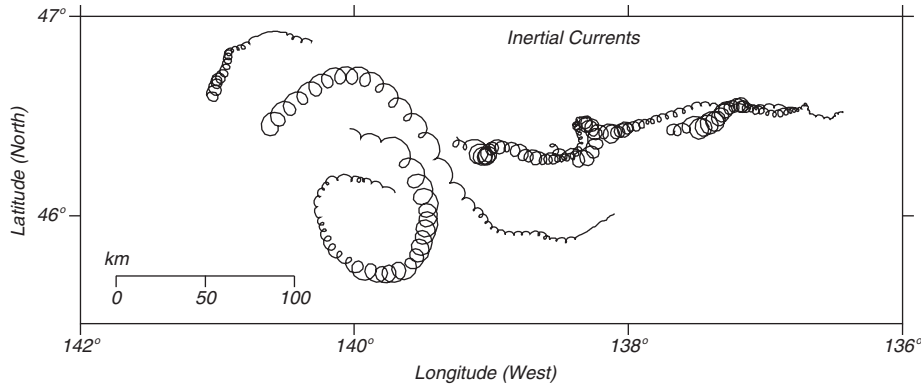 47°
Inertial Currents
Latitude (North)
46°
km
0 50 100
142° 140° 138° 136°
Longitude (West)